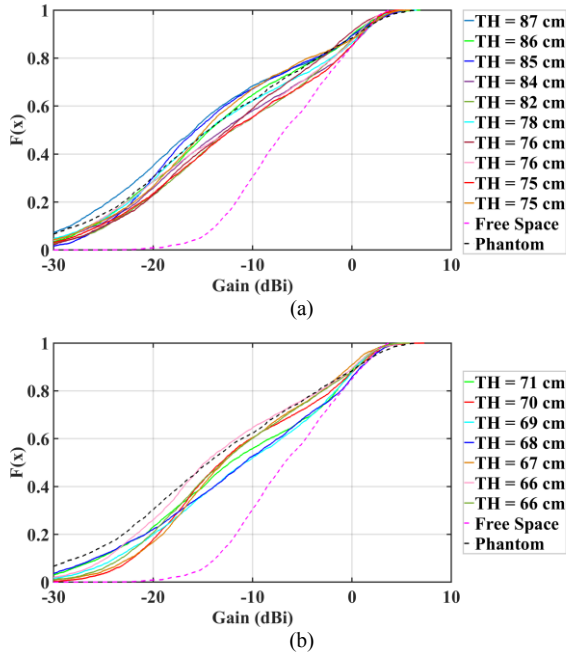 1
0.8
0.6
0.4
0.2
0
F(x)
-30 -20 -10 0 10
Gain (dBi)
TH = 87 cm
TH = 86 cm
TH = 85 cm
TH = 84 cm
TH = 82 cm
TH = 78 cm
TH = 76 cm
TH = 76 cm
TH = 75 cm
TH = 75 cm
Free Space
Phantom
(a)
1
0.8
0.6
0.4
0.2
0
F(x)
-30 -20 -10 0 10
Gain (dBi)
TH = 71 cm
TH = 70 cm
TH = 69 cm
TH = 68 cm
TH = 67 cm
TH = 66 cm
TH = 66 cm
Free Space
Phantom
(b)